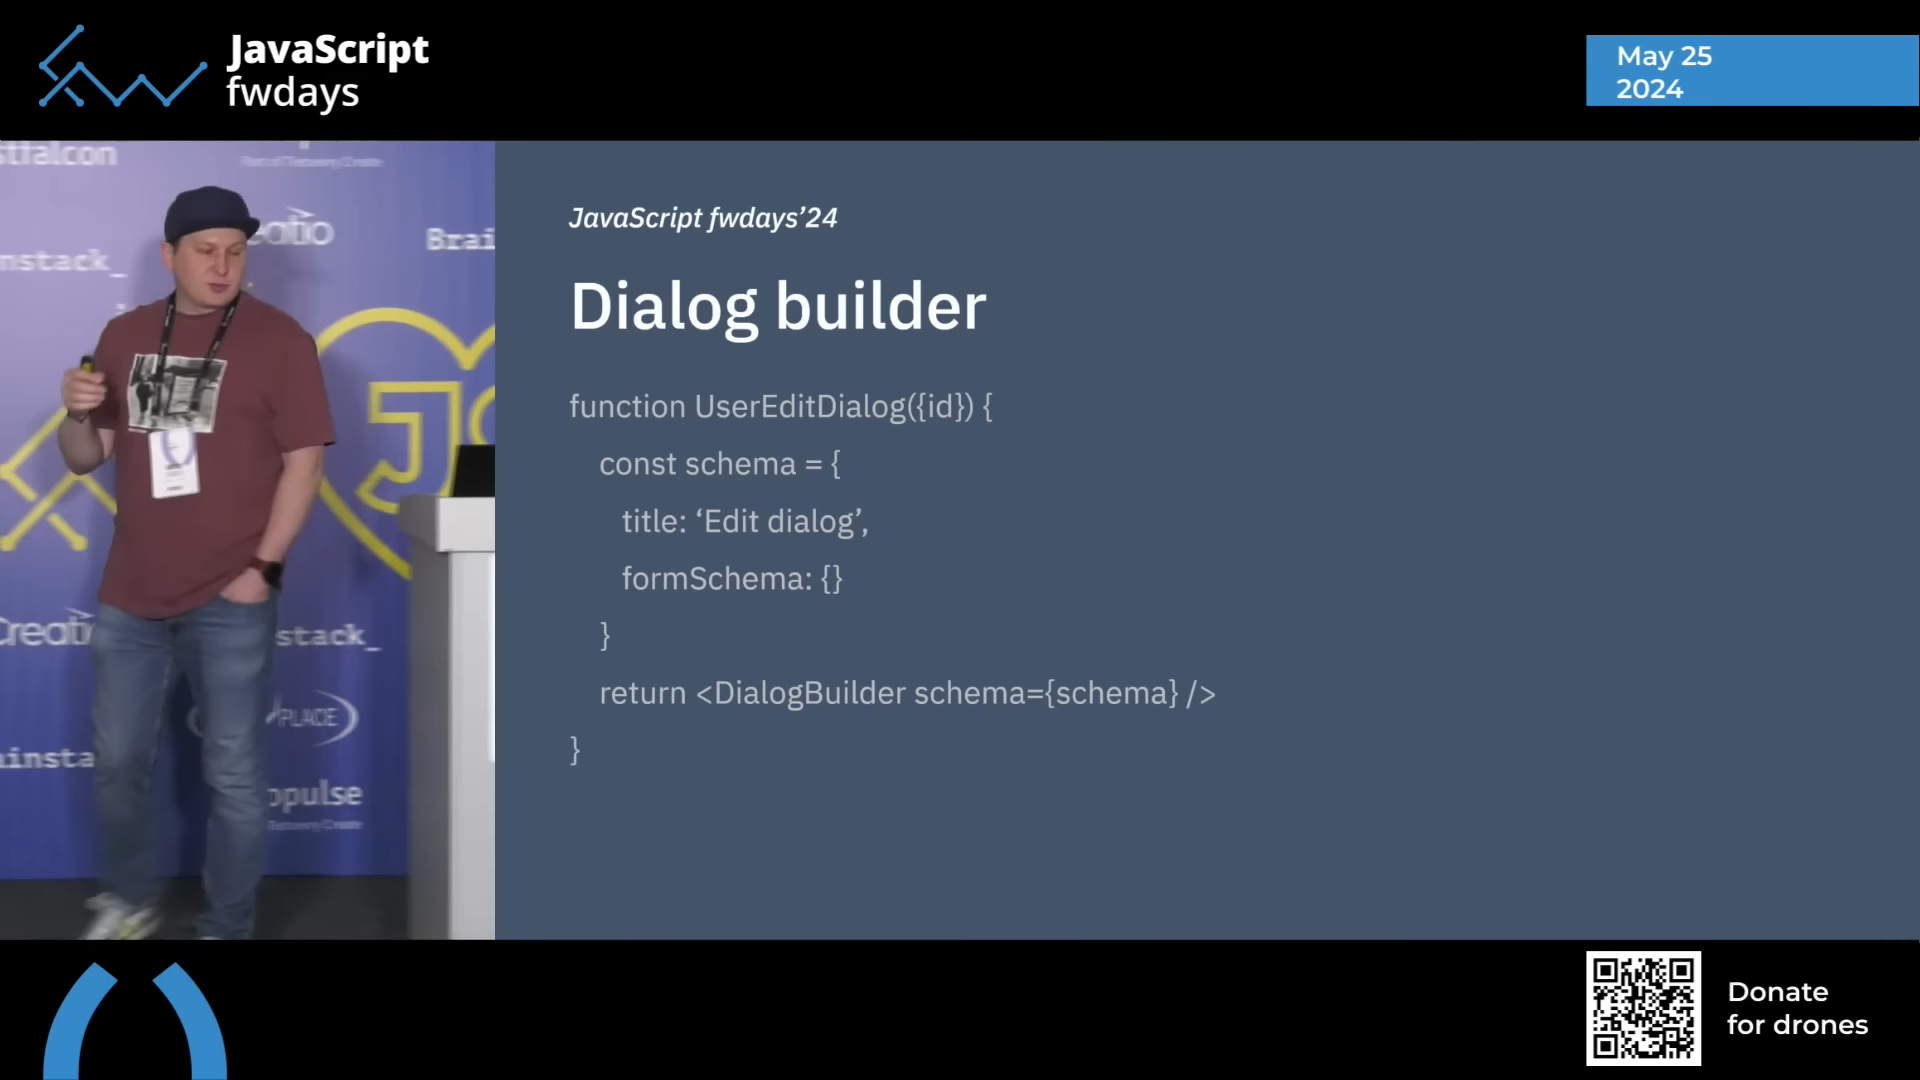 JavaScript
fwdays
May 25
2024
JavaScript fwdays’24
Dialog builder
function UserEditDialog({id}) {
const schema = {
title: ‘Edit dialog’,
formSchema: {}
}
return <DialogBuilder schema={schema} />
}
stack_
Donate
for drones